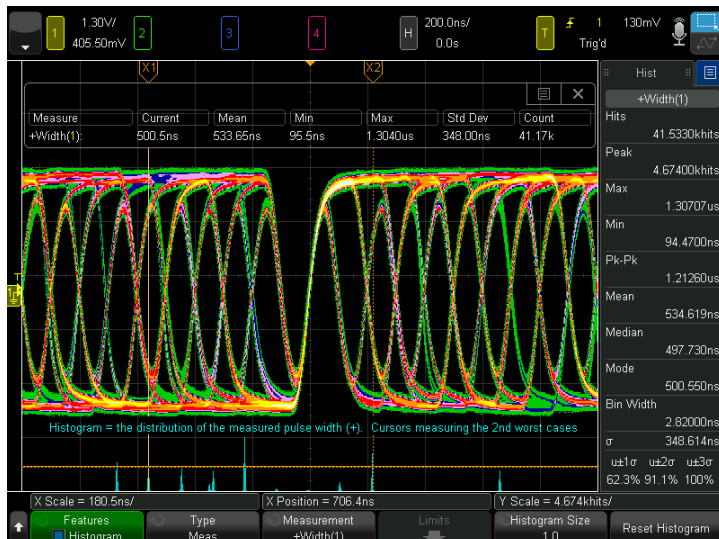 1 1.30V/ 405.50mV 2 3 4 H 200.0ns/ 0.0s T 1 130mV Trig'd
X1 X2
Measure Current Mean Min Max Std Dev Count
+Width(1): 500.5ns 533.65ns 95.5ns 1.3040us 348.00ns 41.17k
T
1
Histogram = the distribution of the measured pulse width (+). Cursors measuring the 2nd worst cases
Hist
+Width(1)
Hits
41.5330khits
Peak
4.67400khits
Max
1.30707us
Min
94.4700ns
Pk-Pk
1.21260us
Mean
534.619ns
Median
497.730ns
Mode
500.550ns
Bin Width
2.82000ns
σ
348.614ns
u±1σ u±2σ u±3σ
62.3% 91.1% 100%
X Scale = 180.5ns/ X Position = 706.4ns Y Scale = 4.674khits/
Features Type Measurement Limits Histogram Size Reset Histogram
Histogram Meas +Width(1) 1.0